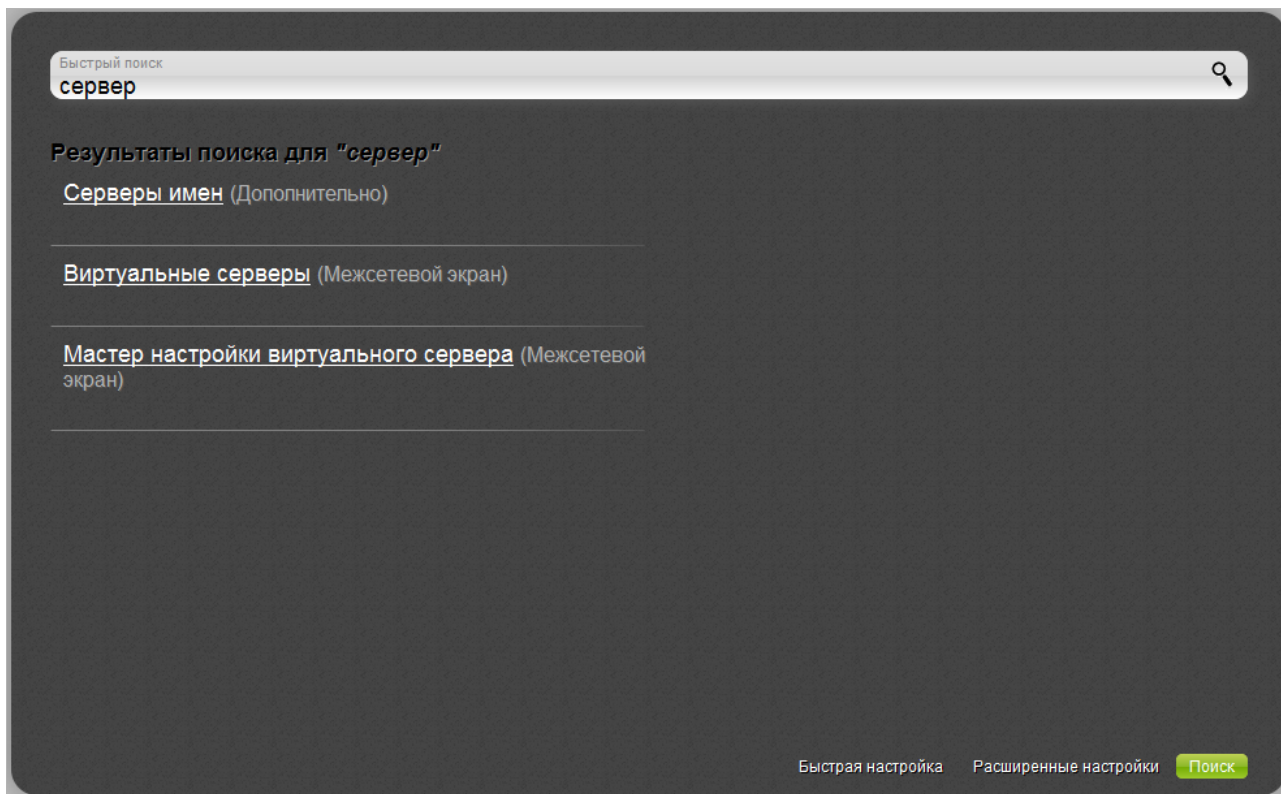 Быстрый поиск
сервер
Результаты поиска для "сервер"
Серверы имен (Дополнительно)
Виртуальные серверы (Межсетевой экран)
Мастер настройки виртуального сервера (Межсетевой
экран)
Быстрая настройка Расширенные настройки Поиск